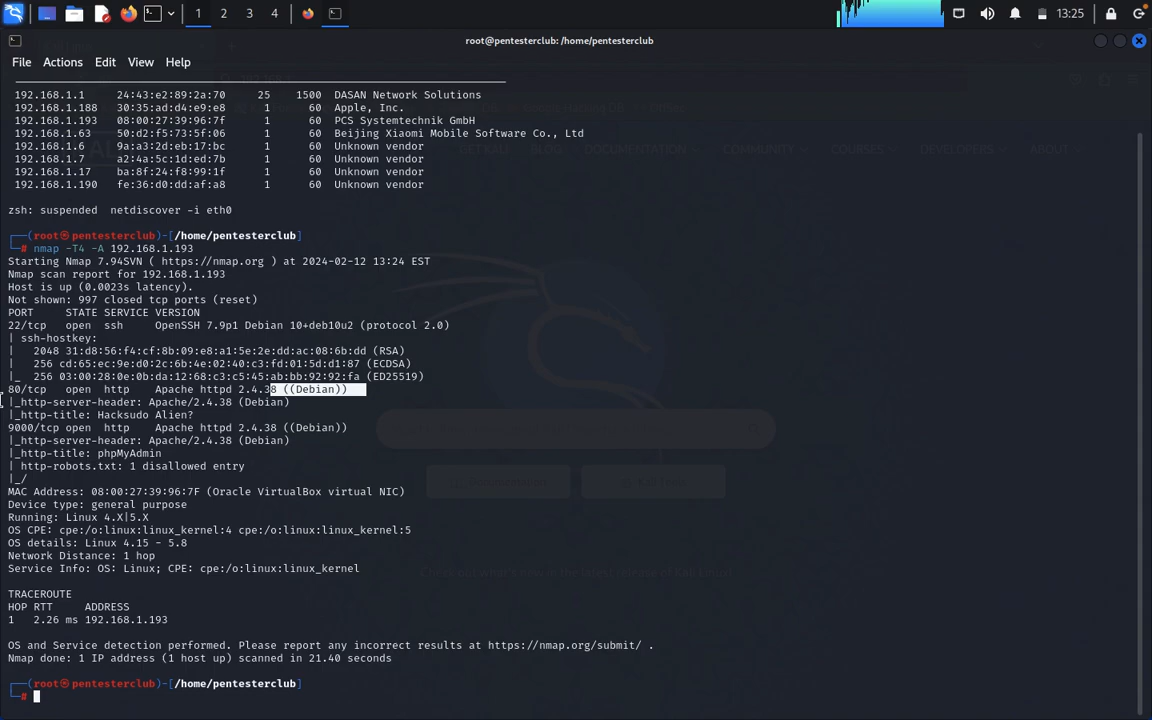 1 2 3 4 13:25
root@pentesterclub: /home/pentesterclub
File Actions Edit View Help
192.168.1.1 24:43:e2:89:2a:70 25 1500 DASAN Network Solutions
192.168.1.188 30:35:ad:d4:e9:e8 1 60 Apple, Inc.
192.168.1.193 08:00:27:39:96:7f 1 60 PCS Systemtechnik GmbH
192.168.1.63 50:d2:f5:73:5f:06 1 60 Beijing Xiaomi Mobile Software Co., Ltd
192.168.1.6 9a:a3:2d:eb:17:bc 1 60 Unknown vendor
192.168.1.7 a2:4a:5c:1d:ed:7b 1 60 Unknown vendor
192.168.1.17 ba:8f:24:f8:99:1f 1 60 Unknown vendor
192.168.1.190 fe:36:d0:dd:af:a8 1 60 Unknown vendor
zsh: suspended netdiscover -i eth0
┌──(root㉿pentesterclub)-[/home/pentesterclub]
└─# nmap -T4 -A 192.168.1.193
Starting Nmap 7.94SVN ( https://nmap.org ) at 2024-02-12 13:24 EST
Nmap scan report for 192.168.1.193
Host is up (0.0023s latency).
Not shown: 997 closed tcp ports (reset)
PORT STATE SERVICE VERSION
22/tcp open ssh OpenSSH 7.9p1 Debian 10+deb10u2 (protocol 2.0)
| ssh-hostkey:
| 2048 31:d8:56:f4:cf:8b:09:e8:a1:5e:2e:dd:ac:08:6b:dd (RSA)
| 256 cd:65:ec:9e:d0:2c:6b:4e:02:40:c3:fd:01:5d:d1:87 (ECDSA)
|_ 256 03:00:28:0e:0b:da:12:68:c3:c5:45:ab:bb:92:92:fa (ED25519)
80/tcp open http Apache httpd 2.4.38 ((Debian))
|_http-server-header: Apache/2.4.38 (Debian)
|_http-title: Hacksudo Alien?
9000/tcp open http Apache httpd 2.4.38 ((Debian))
|_http-server-header: Apache/2.4.38 (Debian)
|_http-title: phpMyAdmin
| http-robots.txt: 1 disallowed entry
|_/
MAC Address: 08:00:27:39:96:7F (Oracle VirtualBox virtual NIC)
Device type: general purpose
Running: Linux 4.X|5.X
OS CPE: cpe:/o:linux:linux_kernel:4 cpe:/o:linux:linux_kernel:5
OS details: Linux 4.15 - 5.8
Network Distance: 1 hop
Service Info: OS: Linux; CPE: cpe:/o:linux:linux_kernel
TRACEROUTE
HOP RTT ADDRESS
1 2.26 ms 192.168.1.193
OS and Service detection performed. Please report any incorrect results at https://nmap.org/submit/ .
Nmap done: 1 IP address (1 host up) scanned in 21.40 seconds
┌──(root㉿pentesterclub)-[/home/pentesterclub]
└─#